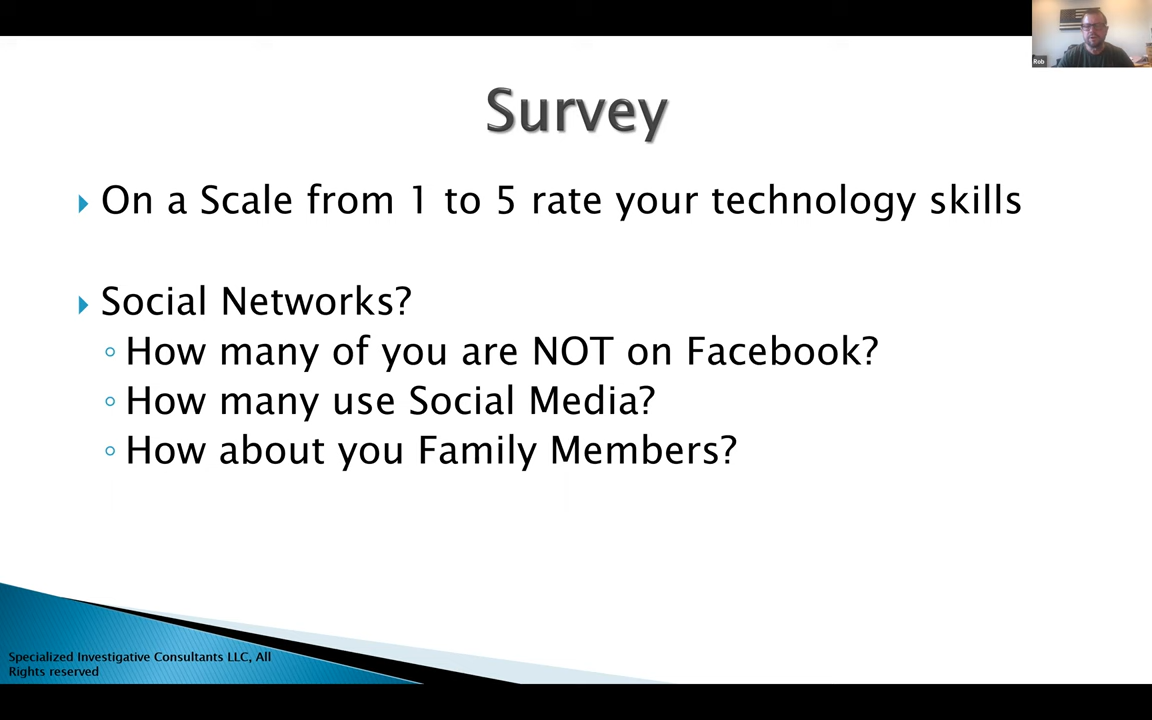 Rob
Survey
On a Scale from 1 to 5 rate your technology skills
Social Networks?
How many of you are NOT on Facebook?
How many use Social Media?
How about you Family Members?
Specialized Investigative Consultants LLC, All
Rights reserved